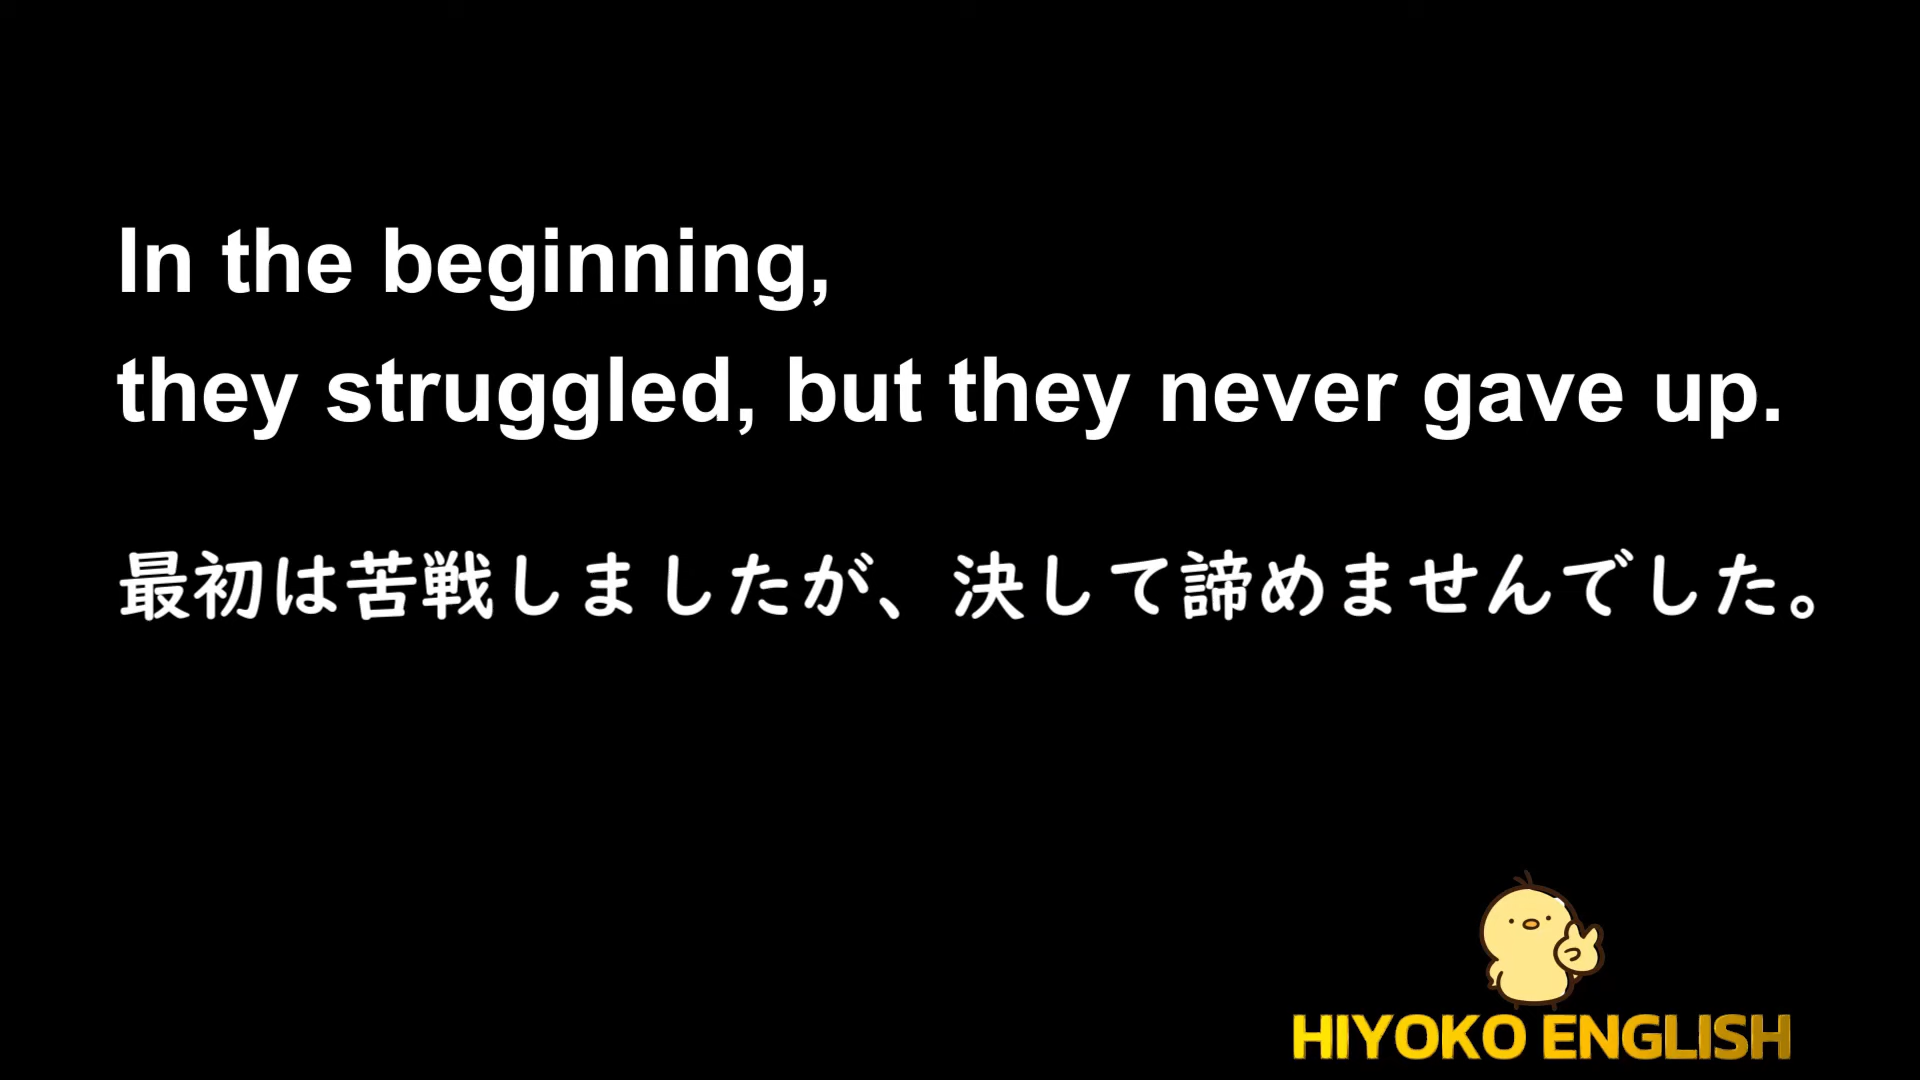 In the beginning,
they struggled, but they never gave up.
最初は苦戦しましたが、決して諦めませんでした。
HIYOKO ENGLISH